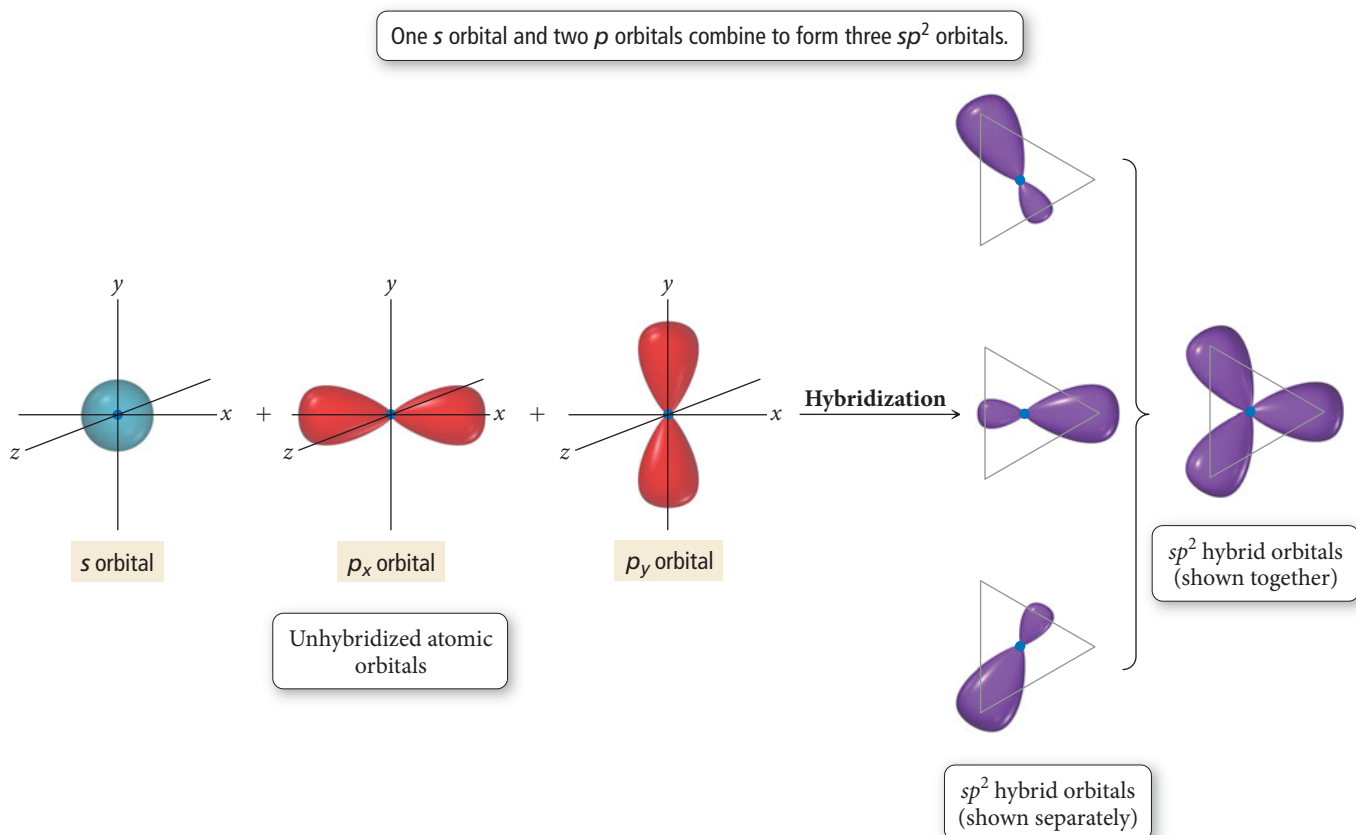 One s orbital and two p orbitals combine to form three sp² orbitals.
y
x
z
+
y
x
z
+
y
x
z
Hybridization
s orbital
pₓ orbital
p_y orbital
Unhybridized atomic
orbitals
sp² hybrid orbitals
(shown together)
sp² hybrid orbitals
(shown separately)